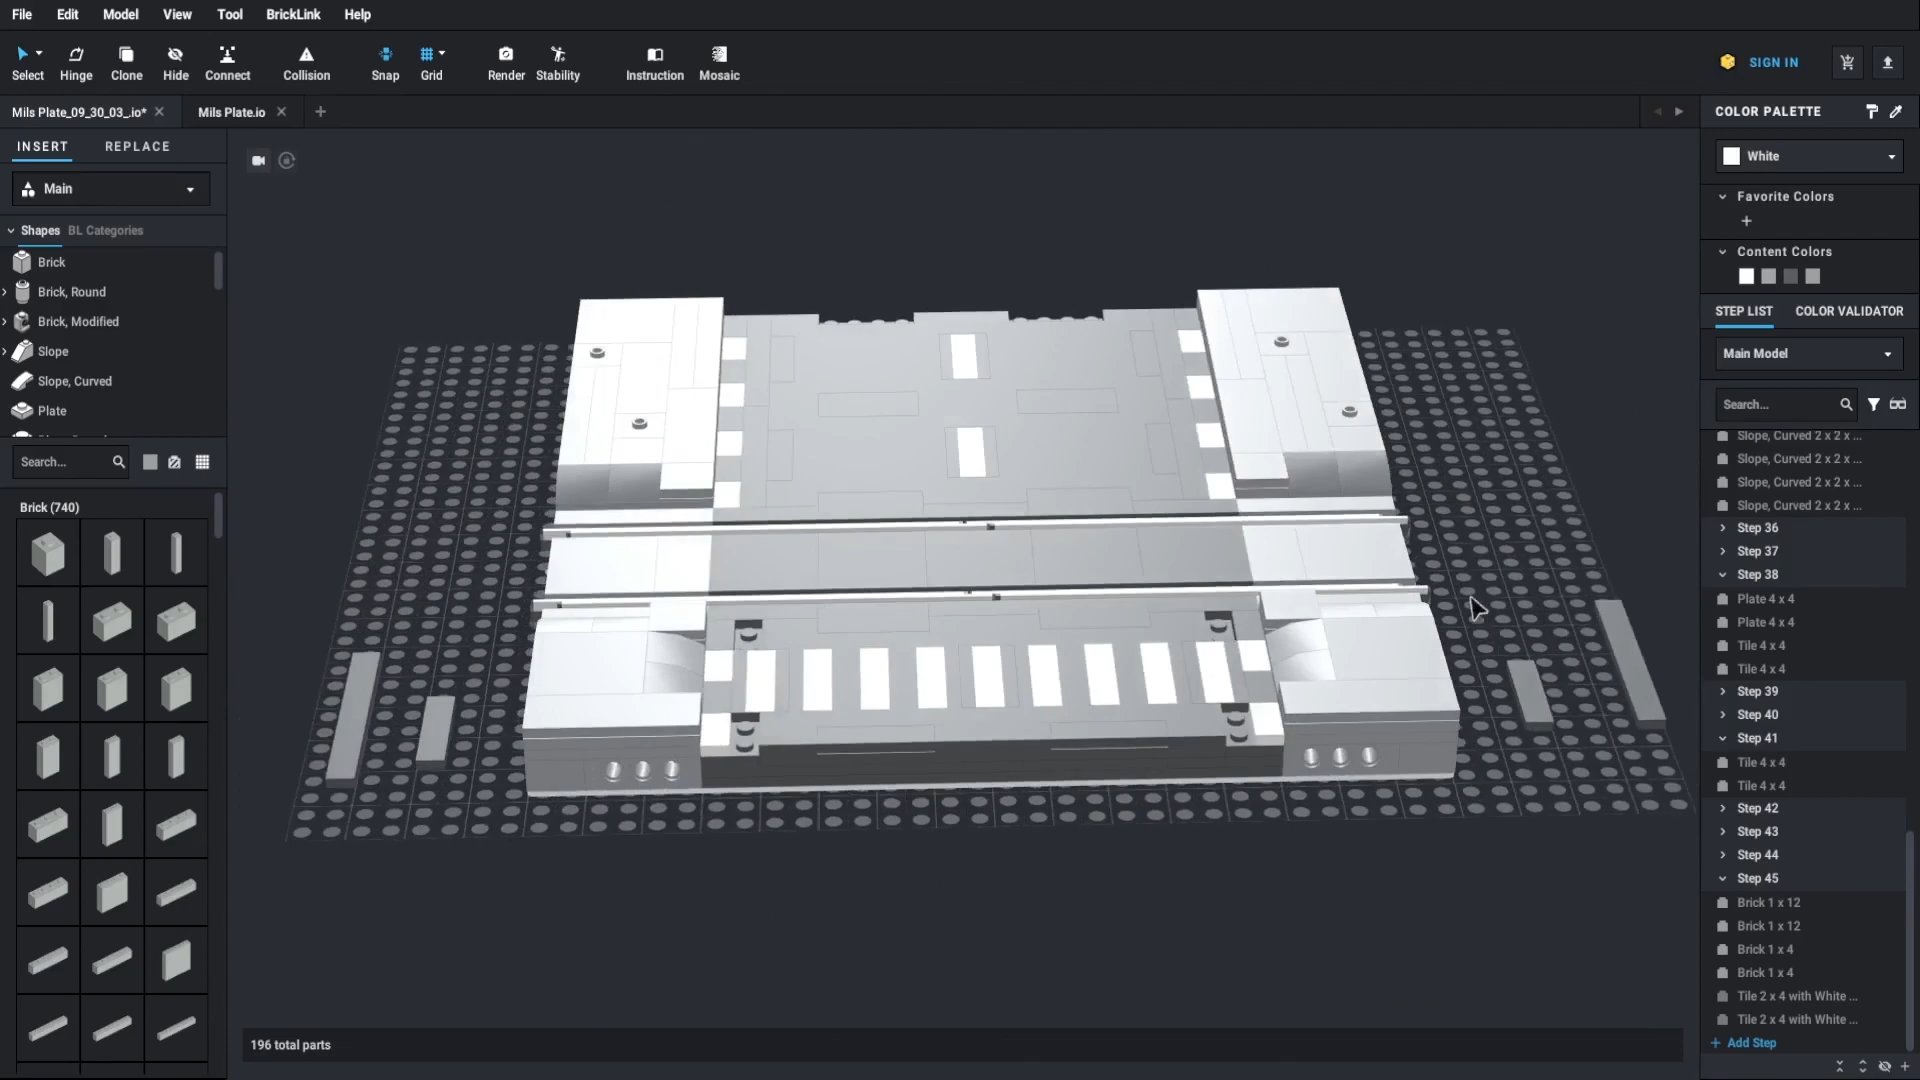 File Edit Model View Tool BrickLink Help
Select Hinge Clone Hide Connect Collision Snap Grid Render Stability Instruction Mosaic
SIGN IN
Mils Plate_09_30_03_.io* Mils Plate.io
COLOR PALETTE
INSERT REPLACE
White
Main
Favorite Colors
Shapes BL Categories
Content Colors
Brick
Brick, Round
Brick, Modified
Slope
Slope, Curved
Plate
STEP LIST COLOR VALIDATOR
Main Model
Search...
Search...
Brick (740)
Slope, Curved 2 x 2 x ...
Slope, Curved 2 x 2 x ...
Slope, Curved 2 x 2 x ...
Slope, Curved 2 x 2 x ...
Step 36
Step 37
Step 38
Plate 4 x 4
Plate 4 x 4
Tile 4 x 4
Tile 4 x 4
Step 39
Step 40
Step 41
Tile 4 x 4
Tile 4 x 4
Step 42
Step 43
Step 44
Step 45
Brick 1 x 12
Brick 1 x 12
Brick 1 x 4
Brick 1 x 4
Tile 2 x 4 with White ...
Tile 2 x 4 with White ...
+ Add Step
196 total parts